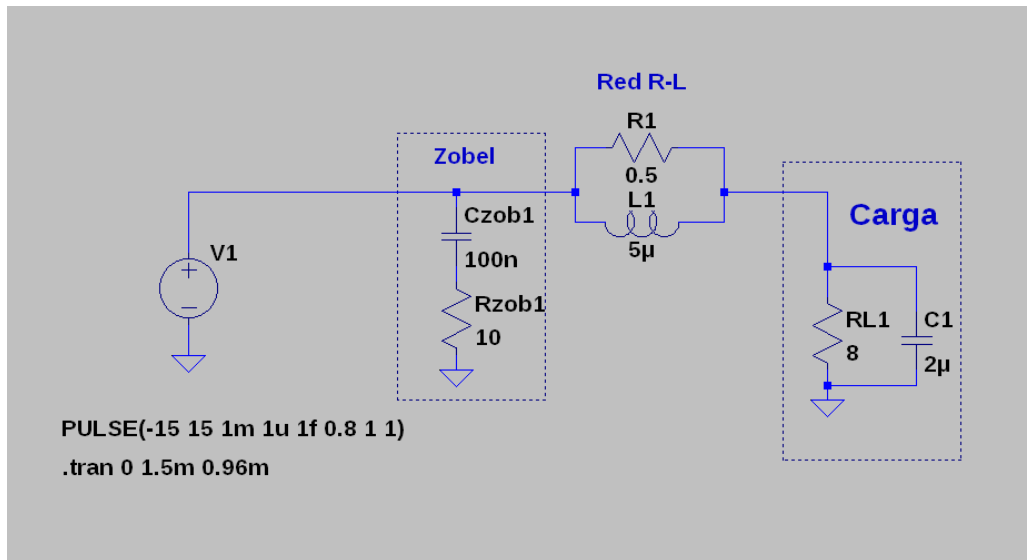 Red R-L
R1
0.5
L1
5µ
Zobel
Czob1
100n
Rzob1
10
V1
Carga
RL1
8
C1
2µ
PULSE(-15 15 1m 1u 1f 0.8 1 1)
.tran 0 1.5m 0.96m